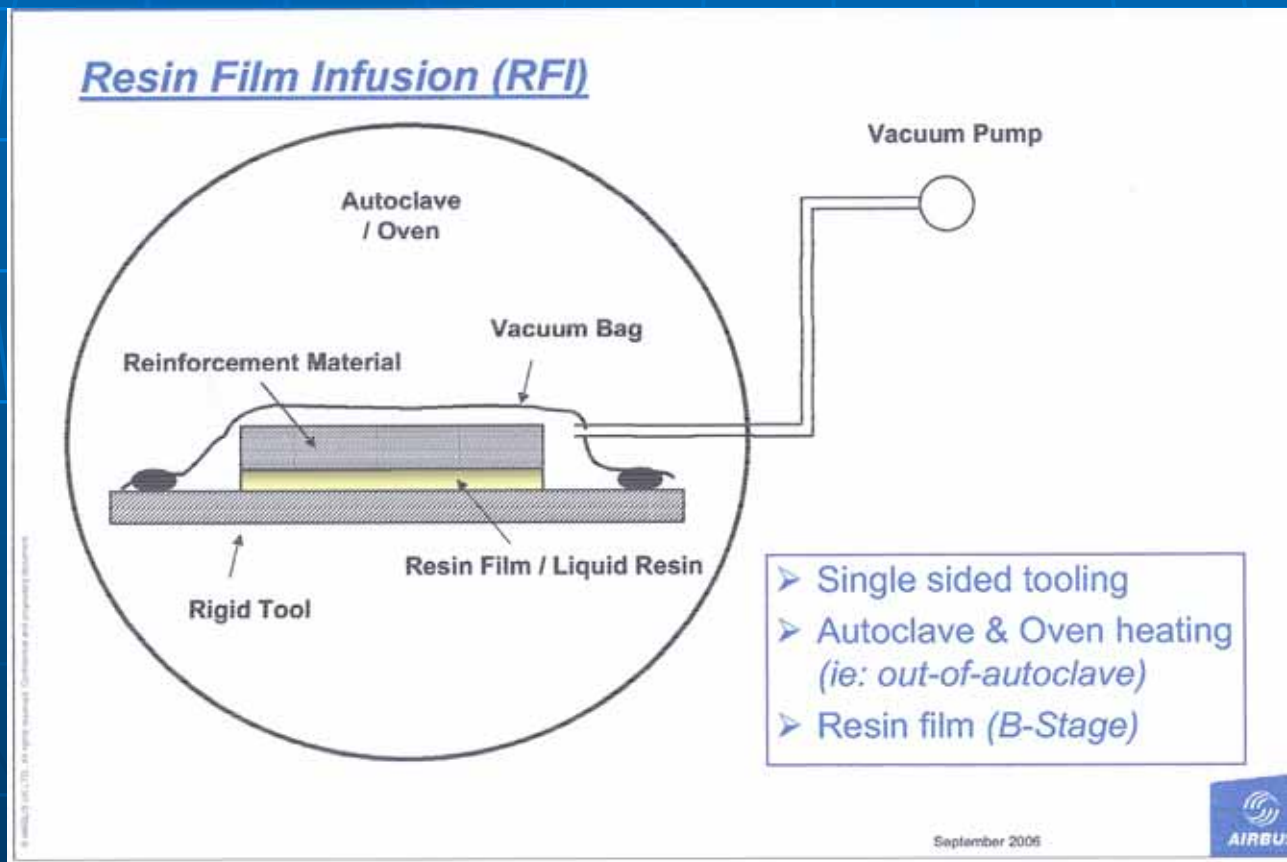 Resin Film Infusion (RFI)
Vacuum Pump
Autoclave
/ Oven
Vacuum Bag
Reinforcement Material
Resin Film / Liquid Resin
Rigid Tool
➢ Single sided tooling
➢ Autoclave & Oven heating
(ie: out-of-autoclave)
➢ Resin film (B-Stage)
September 2006
AIRBUS